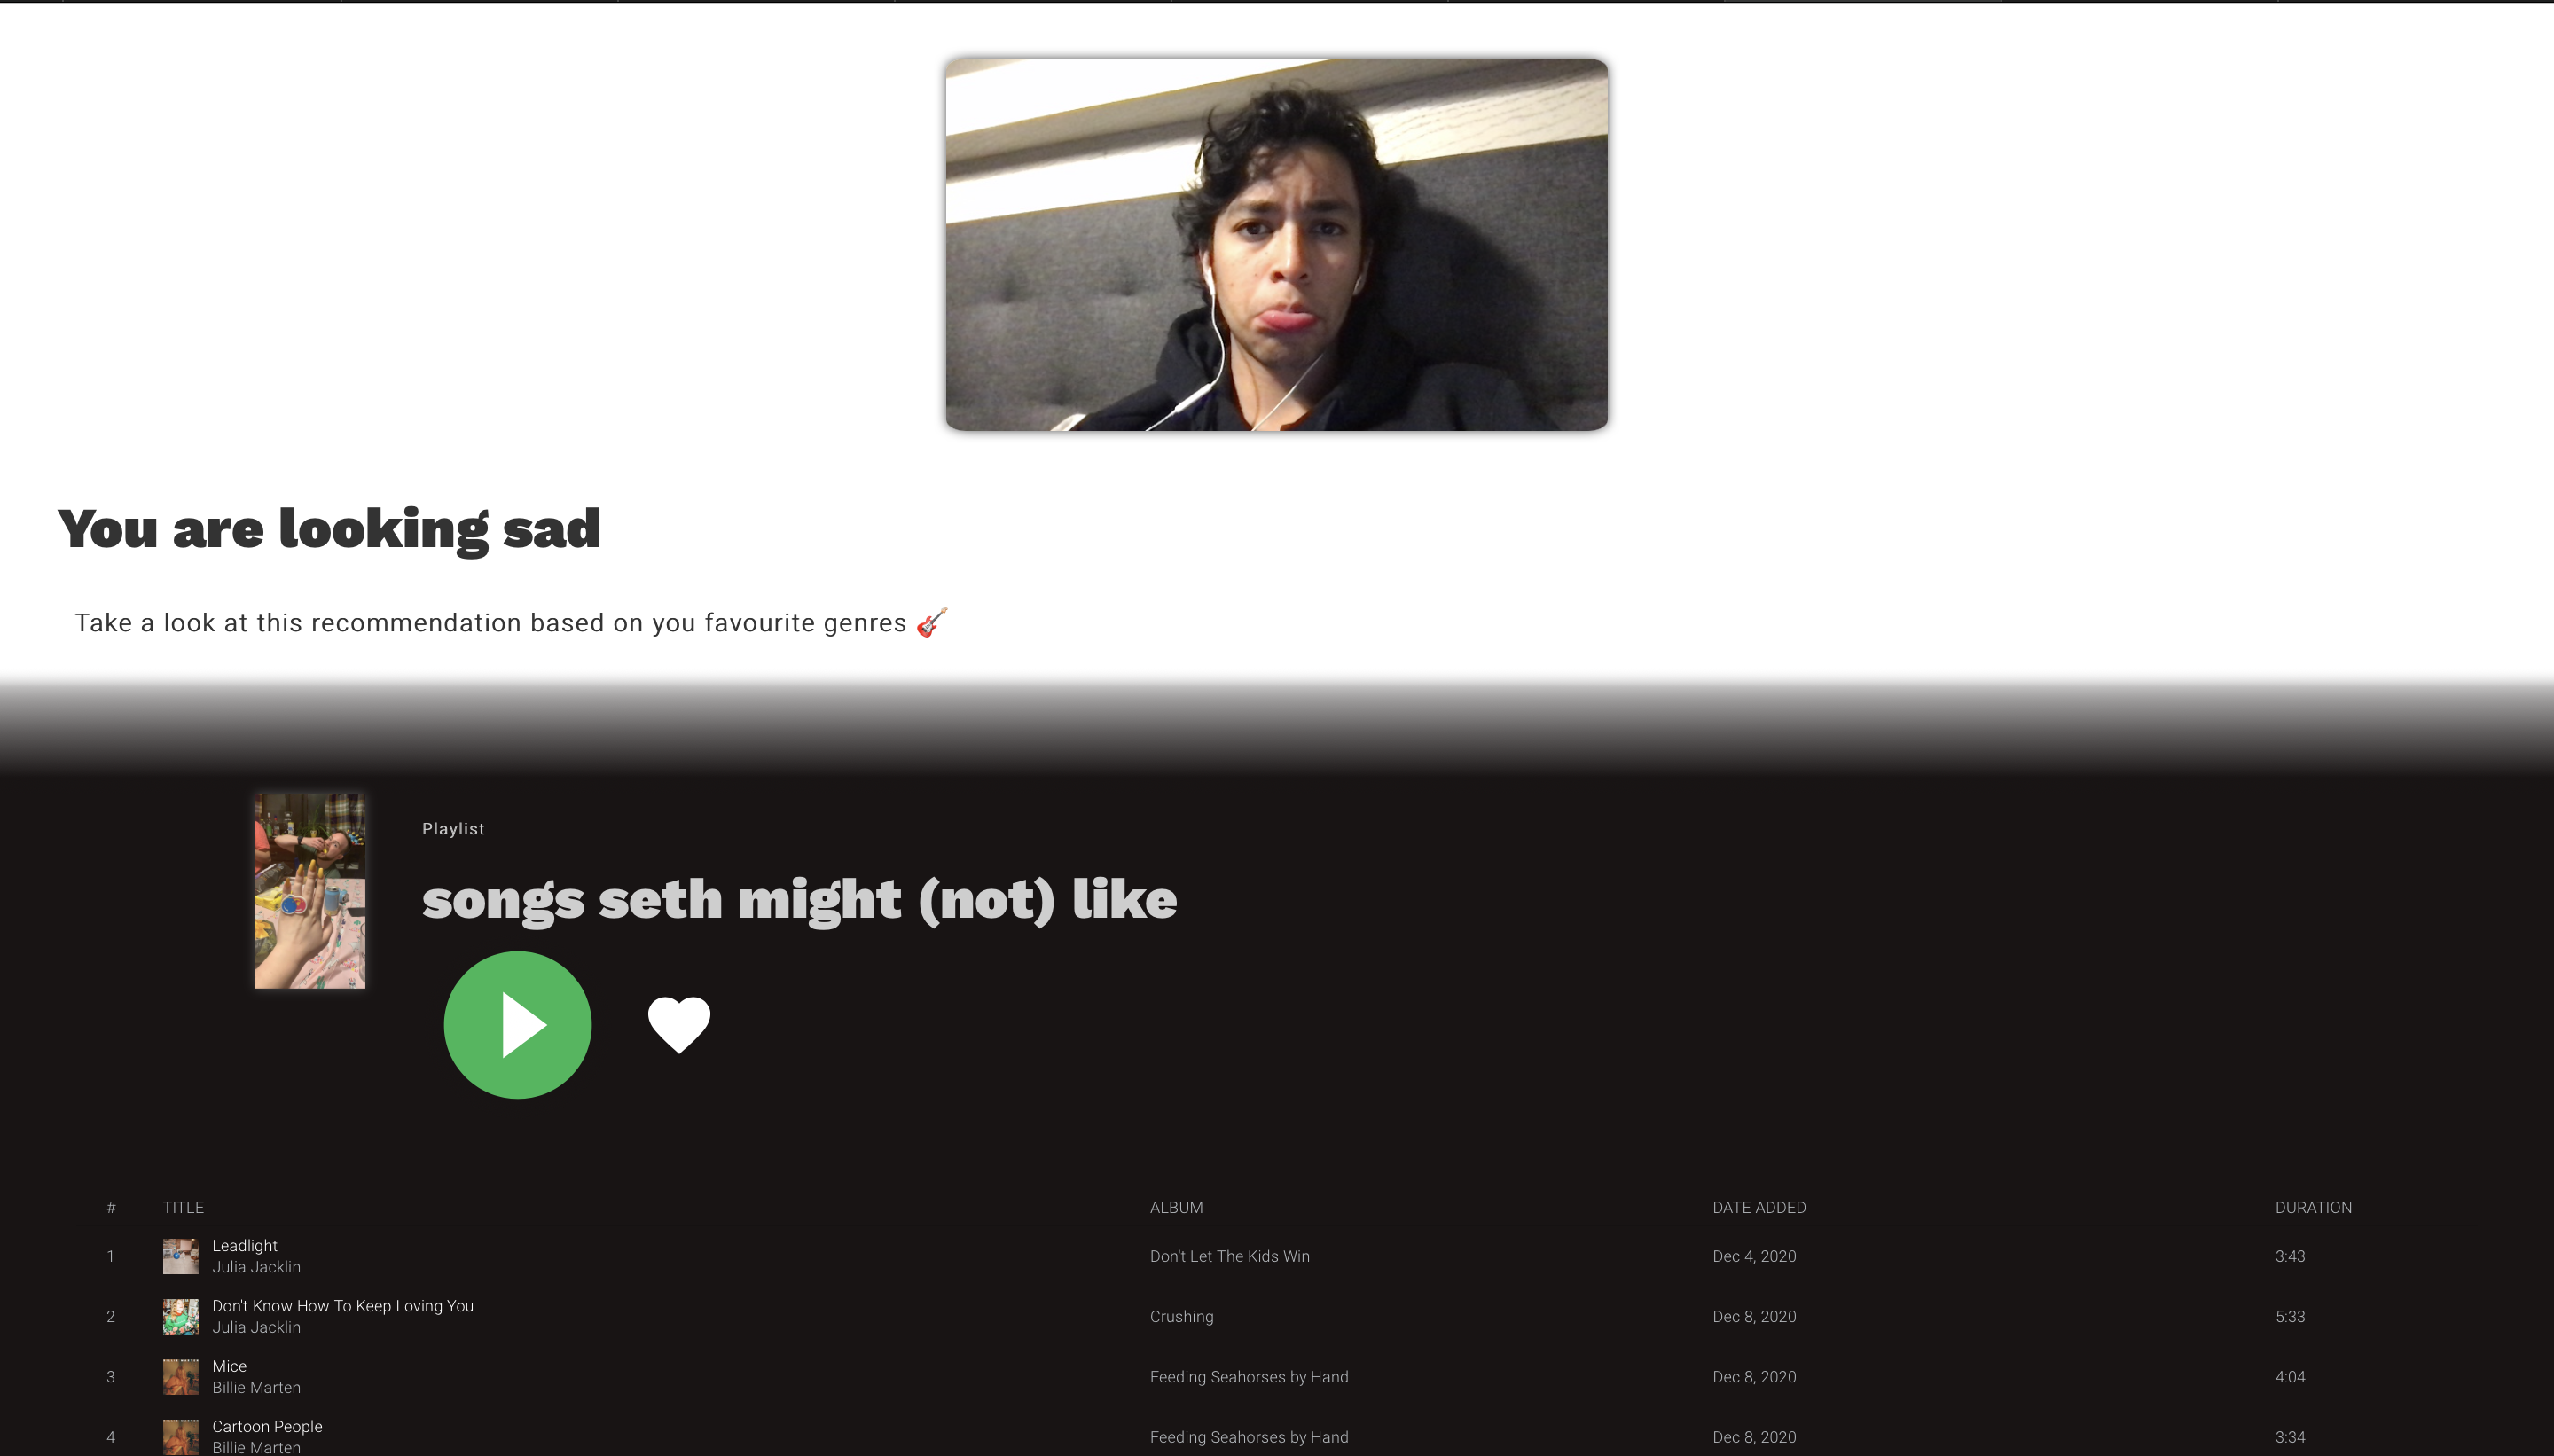 You are looking sad
Take a look at this recommendation based on you favourite genres 🎸
Playlist
songs seth might (not) like
# TITLE ALBUM DATE ADDED DURATION
1 Leadlight Don't Let The Kids Win Dec 4, 2020 3:43
Julia Jacklin
2 Don't Know How To Keep Loving You Crushing Dec 8, 2020 5:33
Julia Jacklin
3 Mice Feeding Seahorses by Hand Dec 8, 2020 4:04
Billie Marten
4 Cartoon People Feeding Seahorses by Hand Dec 8, 2020 3:34
Billie Marten